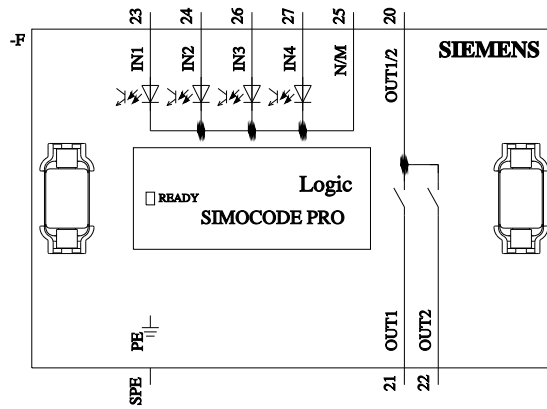 23 24 26 27 25 20
-F
IN1 IN2 IN3 IN4 N/M OUT1/2
SIEMENS
Logic
READY
SIMOCODE PRO
PE OUT1 OUT2
SPE 21 22